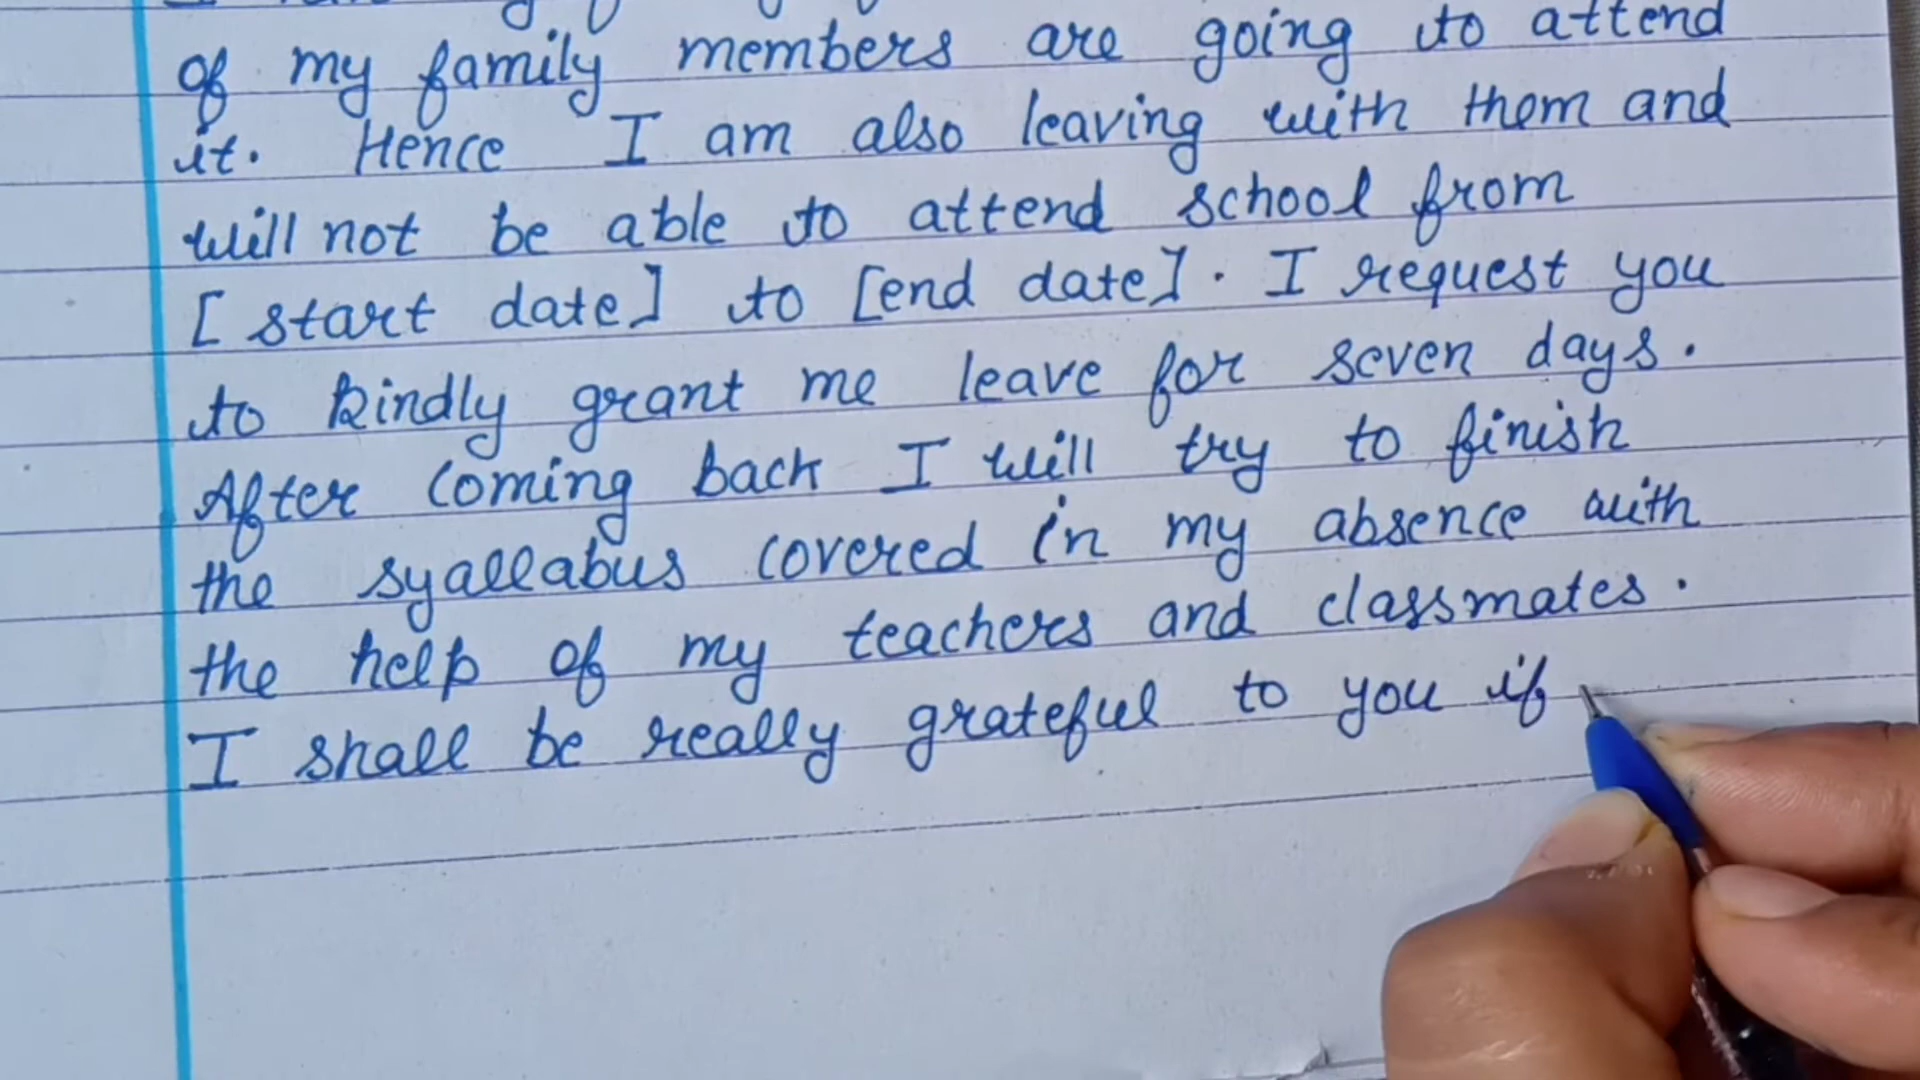 of my family members are going to attend
it. Hence I am also leaving with them and
will not be able to attend school from
[start date] to [end date]. I request you
to kindly grant me leave for seven days.
After coming back I will try to finish
the syallabus covered in my absence with
the help of my teachers and classmates.
I shall be really grateful to you if